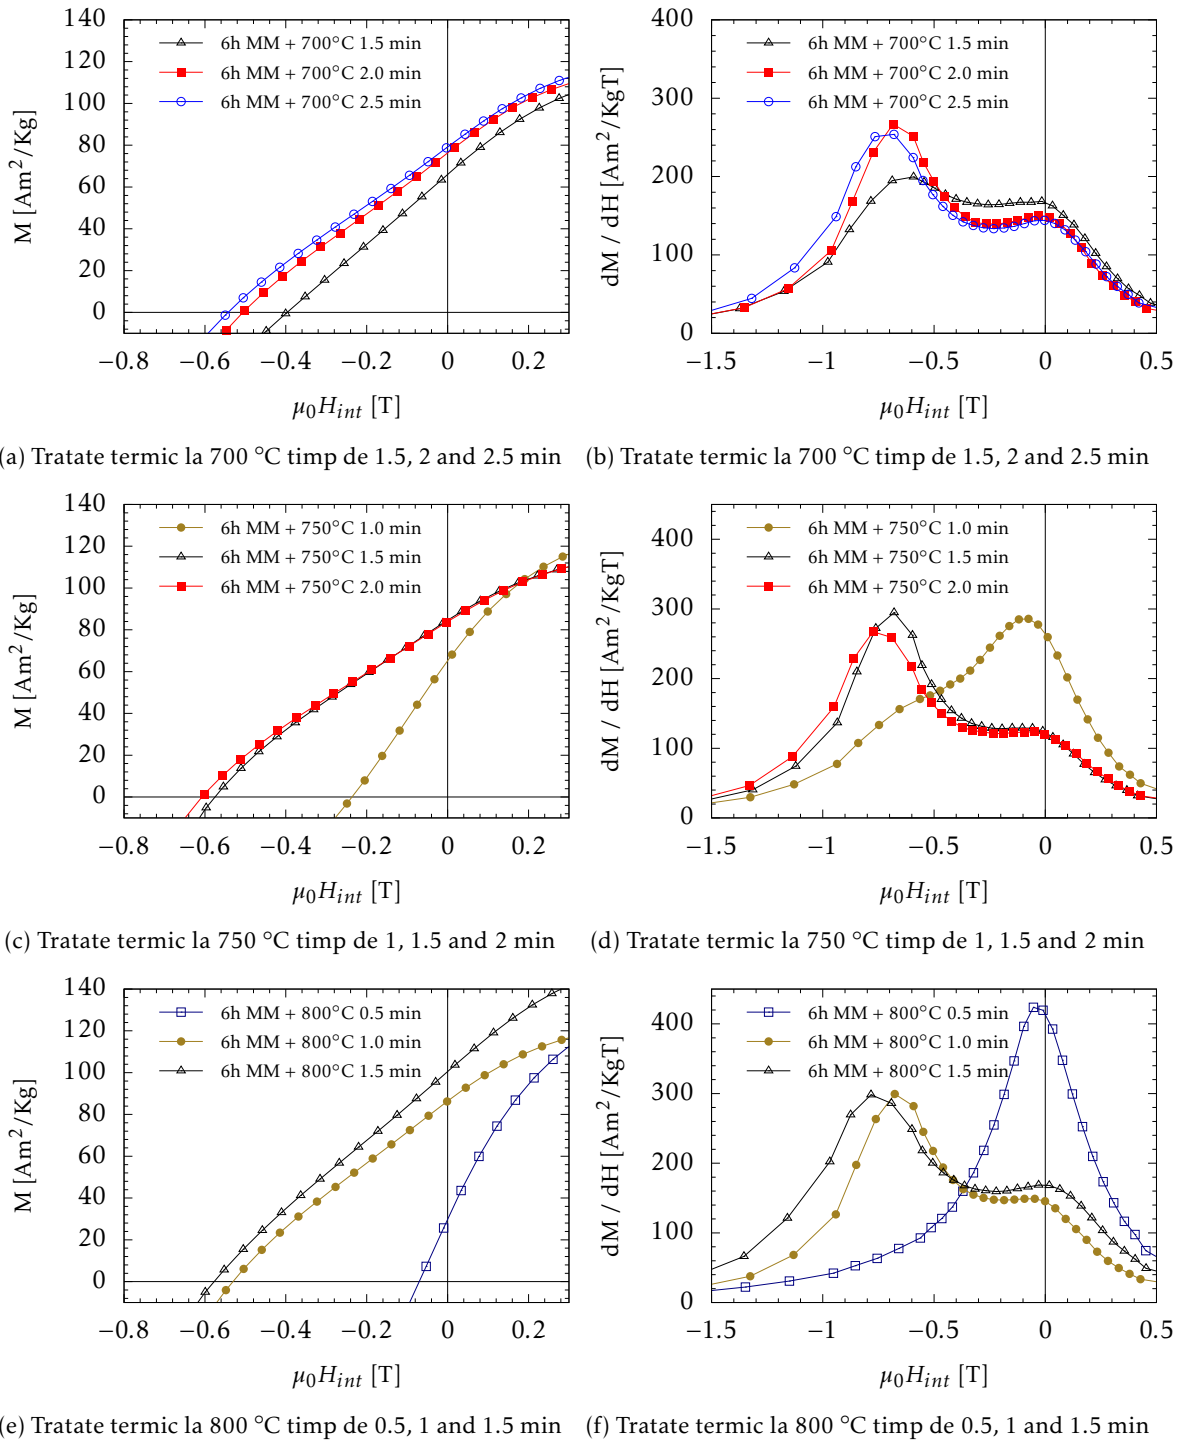 140
120
100
80
60
40
20
0
M [Am²/Kg]
6h MM + 700°C 1.5 min
6h MM + 700°C 2.0 min
6h MM + 700°C 2.5 min
−0.8 −0.6 −0.4 −0.2 0 0.2
μ₀H_int [T]
400
300
200
100
0
dM / dH [Am²/KgT]
6h MM + 700°C 1.5 min
6h MM + 700°C 2.0 min
6h MM + 700°C 2.5 min
−1.5 −1 −0.5 0 0.5
μ₀H_int [T]
(a) Tratate termic la 700 °C timp de 1.5, 2 and 2.5 min
(b) Tratate termic la 700 °C timp de 1.5, 2 and 2.5 min
140
120
100
80
60
40
20
0
M [Am²/Kg]
6h MM + 750°C 1.0 min
6h MM + 750°C 1.5 min
6h MM + 750°C 2.0 min
−0.8 −0.6 −0.4 −0.2 0 0.2
μ₀H_int [T]
400
300
200
100
0
dM / dH [Am²/KgT]
6h MM + 750°C 1.0 min
6h MM + 750°C 1.5 min
6h MM + 750°C 2.0 min
−1.5 −1 −0.5 0 0.5
μ₀H_int [T]
(c) Tratate termic la 750 °C timp de 1, 1.5 and 2 min
(d) Tratate termic la 750 °C timp de 1, 1.5 and 2 min
140
120
100
80
60
40
20
0
M [Am²/Kg]
6h MM + 800°C 0.5 min
6h MM + 800°C 1.0 min
6h MM + 800°C 1.5 min
−0.8 −0.6 −0.4 −0.2 0 0.2
μ₀H_int [T]
400
300
200
100
0
dM / dH [Am²/KgT]
6h MM + 800°C 0.5 min
6h MM + 800°C 1.0 min
6h MM + 800°C 1.5 min
−1.5 −1 −0.5 0 0.5
μ₀H_int [T]
(e) Tratate termic la 800 °C timp de 0.5, 1 and 1.5 min
(f) Tratate termic la 800 °C timp de 0.5, 1 and 1.5 min